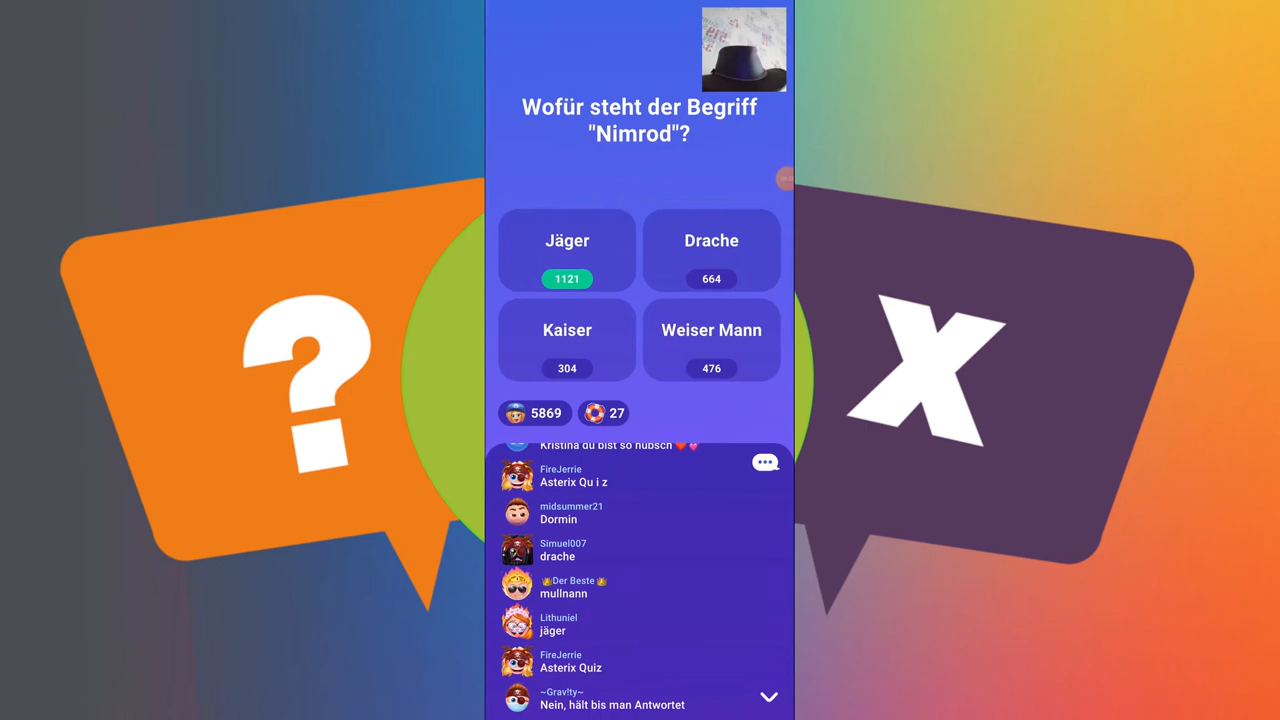 Wofür steht der Begriff
"Nimrod"?
Jäger
1121
Drache
664
Kaiser
304
Weiser Mann
476
5869
27
Kristina du bist so hübsch ❤️💕
FireJerrie
Asterix Qu i z
midsummer21
Dormin
Simuel007
drache
👑Der Beste👑
mullnann
Lithuniel
jäger
FireJerrie
Asterix Quiz
~Grav!ty~
Nein, hält bis man Antwortet
?
X